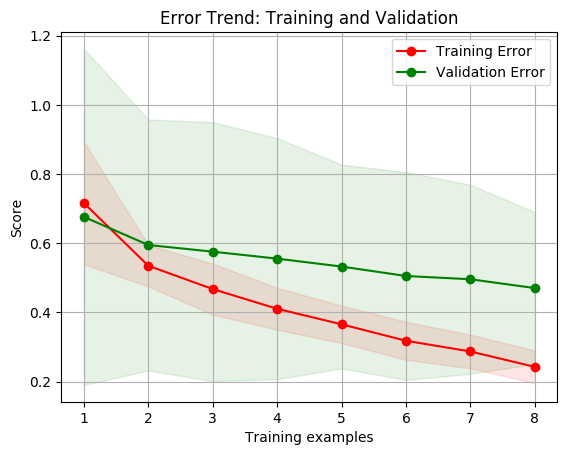 Error Trend: Training and Validation
Training Error
Validation Error
1.2
1.0
0.8
0.6
0.4
0.2
Score
1 2 3 4 5 6 7 8
Training examples